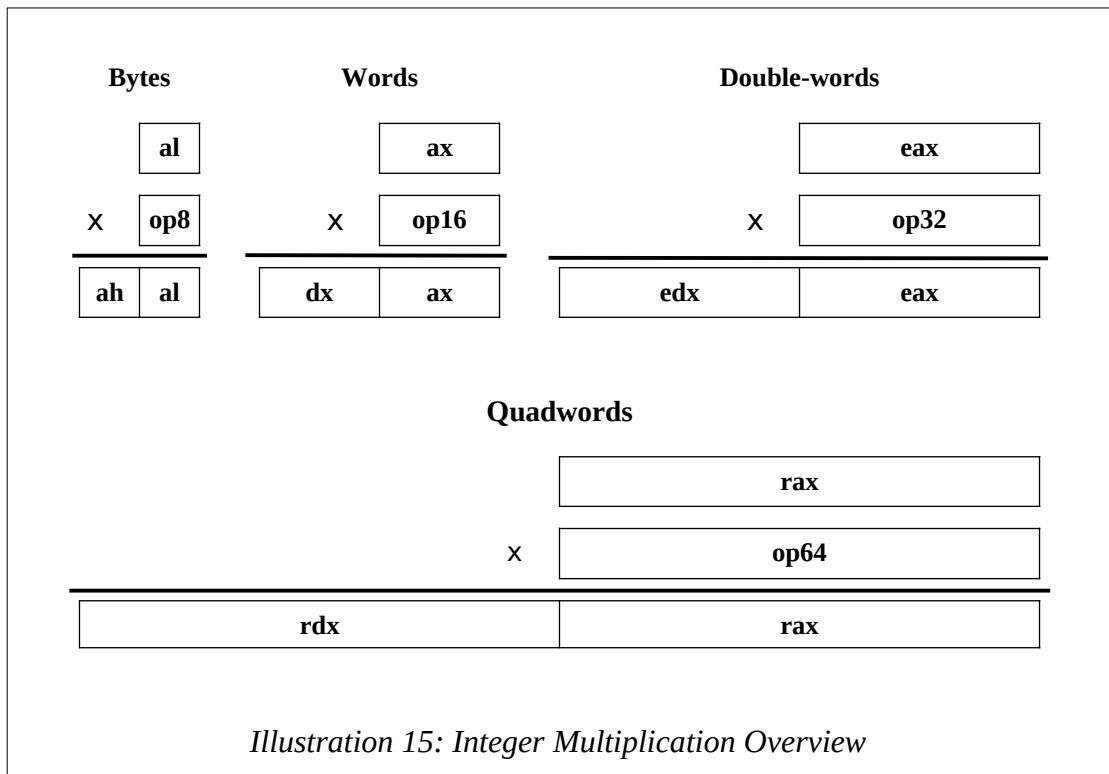 Bytes Words Double-words
al ax eax
x op8 x op16 x op32
ah al dx ax edx eax
Quadwords
rax
x op64
rdx rax
Illustration 15: Integer Multiplication Overview